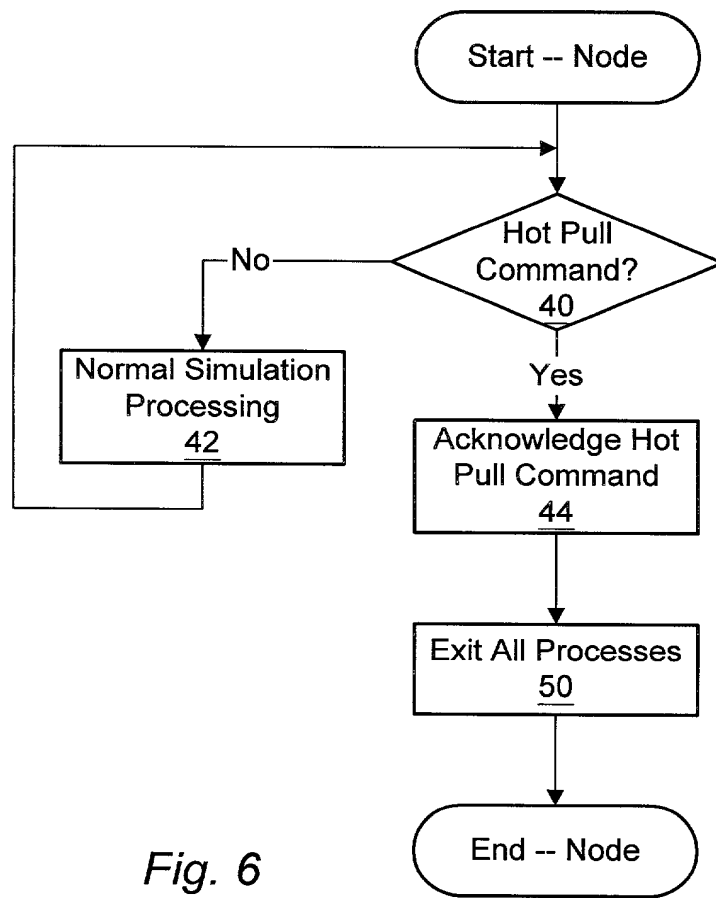 Start -- Node
Hot Pull
Command?
40
No
Yes
Normal Simulation
Processing
42
Acknowledge Hot
Pull Command
44
Exit All Processes
50
End -- Node
Fig. 6